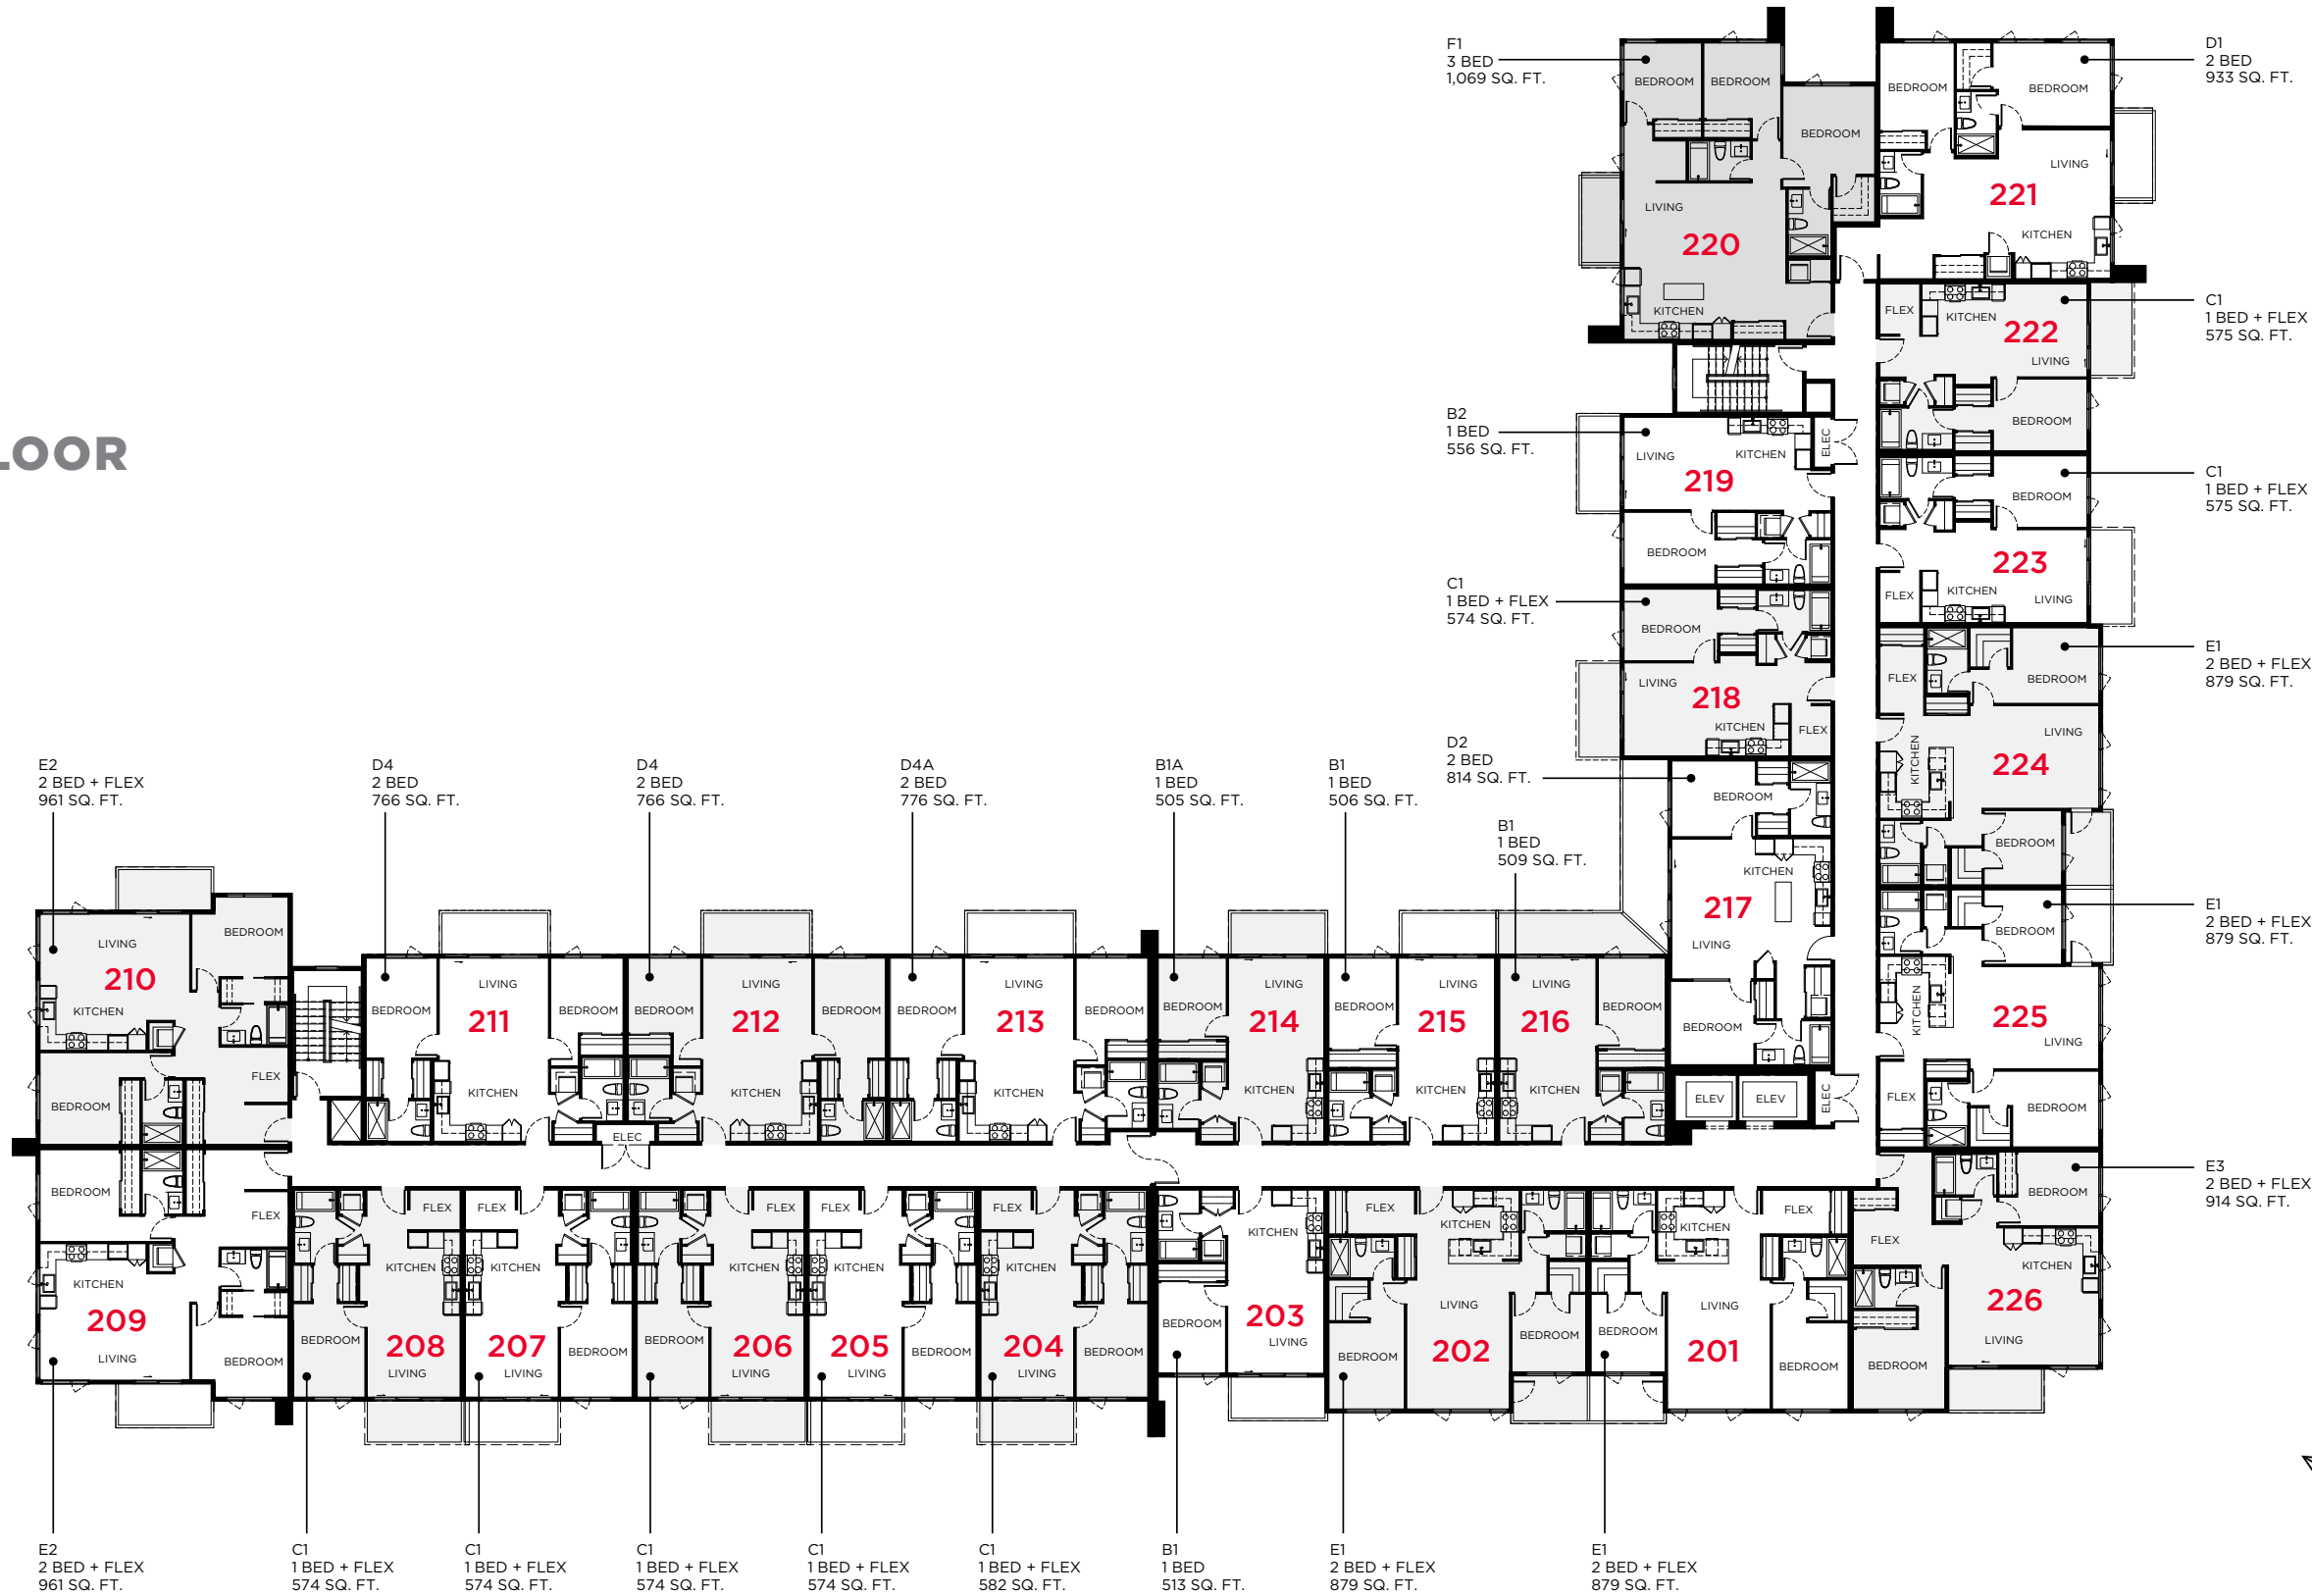 F1
3 BED
1,069 SQ. FT.
BEDROOM
BEDROOM
BEDROOM
LIVING
220
KITCHEN
D1
2 BED
933 SQ. FT.
BEDROOM
BEDROOM
LIVING
221
KITCHEN
C1
1 BED + FLEX
575 SQ. FT.
FLEX
KITCHEN
222
LIVING
BEDROOM
LOOR
B2
1 BED
556 SQ. FT.
LIVING
KITCHEN
ELEC
219
BEDROOM
C1
1 BED + FLEX
575 SQ. FT.
BEDROOM
223
FLEX
KITCHEN
LIVING
C1
1 BED + FLEX
574 SQ. FT.
BEDROOM
LIVING
218
KITCHEN
FLEX
E1
2 BED + FLEX
879 SQ. FT.
FLEX
BEDROOM
LIVING
KITCHEN
224
BEDROOM
D2
2 BED
814 SQ. FT.
BEDROOM
KITCHEN
217
LIVING
BEDROOM
E1
2 BED + FLEX
879 SQ. FT.
BEDROOM
KITCHEN
225
LIVING
FLEX
BEDROOM
E2
2 BED + FLEX
961 SQ. FT.
LIVING
BEDROOM
210
KITCHEN
FLEX
BEDROOM
D4
2 BED
766 SQ. FT.
LIVING
BEDROOM
BEDROOM
211
KITCHEN
D4
2 BED
766 SQ. FT.
LIVING
BEDROOM
BEDROOM
212
KITCHEN
ELEC
D4A
2 BED
776 SQ. FT.
LIVING
BEDROOM
BEDROOM
213
KITCHEN
B1A
1 BED
505 SQ. FT.
LIVING
BEDROOM
214
KITCHEN
B1
1 BED
506 SQ. FT.
LIVING
BEDROOM
215
KITCHEN
B1
1 BED
509 SQ. FT.
LIVING
BEDROOM
216
KITCHEN
ELEV
ELEV
ELEC
BEDROOM
FLEX
KITCHEN
209
LIVING
BEDROOM
E2
2 BED + FLEX
961 SQ. FT.
FLEX
KITCHEN
BEDROOM
208
LIVING
C1
1 BED + FLEX
574 SQ. FT.
FLEX
KITCHEN
207
BEDROOM
LIVING
C1
1 BED + FLEX
574 SQ. FT.
FLEX
KITCHEN
BEDROOM
206
LIVING
C1
1 BED + FLEX
574 SQ. FT.
FLEX
KITCHEN
205
BEDROOM
LIVING
C1
1 BED + FLEX
574 SQ. FT.
FLEX
KITCHEN
204
BEDROOM
LIVING
C1
1 BED + FLEX
582 SQ. FT.
KITCHEN
203
BEDROOM
LIVING
B1
1 BED
513 SQ. FT.
FLEX
KITCHEN
LIVING
BEDROOM
202
BEDROOM
E1
2 BED + FLEX
879 SQ. FT.
KITCHEN
FLEX
LIVING
BEDROOM
201
BEDROOM
E1
2 BED + FLEX
879 SQ. FT.
E3
2 BED + FLEX
914 SQ. FT.
BEDROOM
FLEX
KITCHEN
226
LIVING
BEDROOM